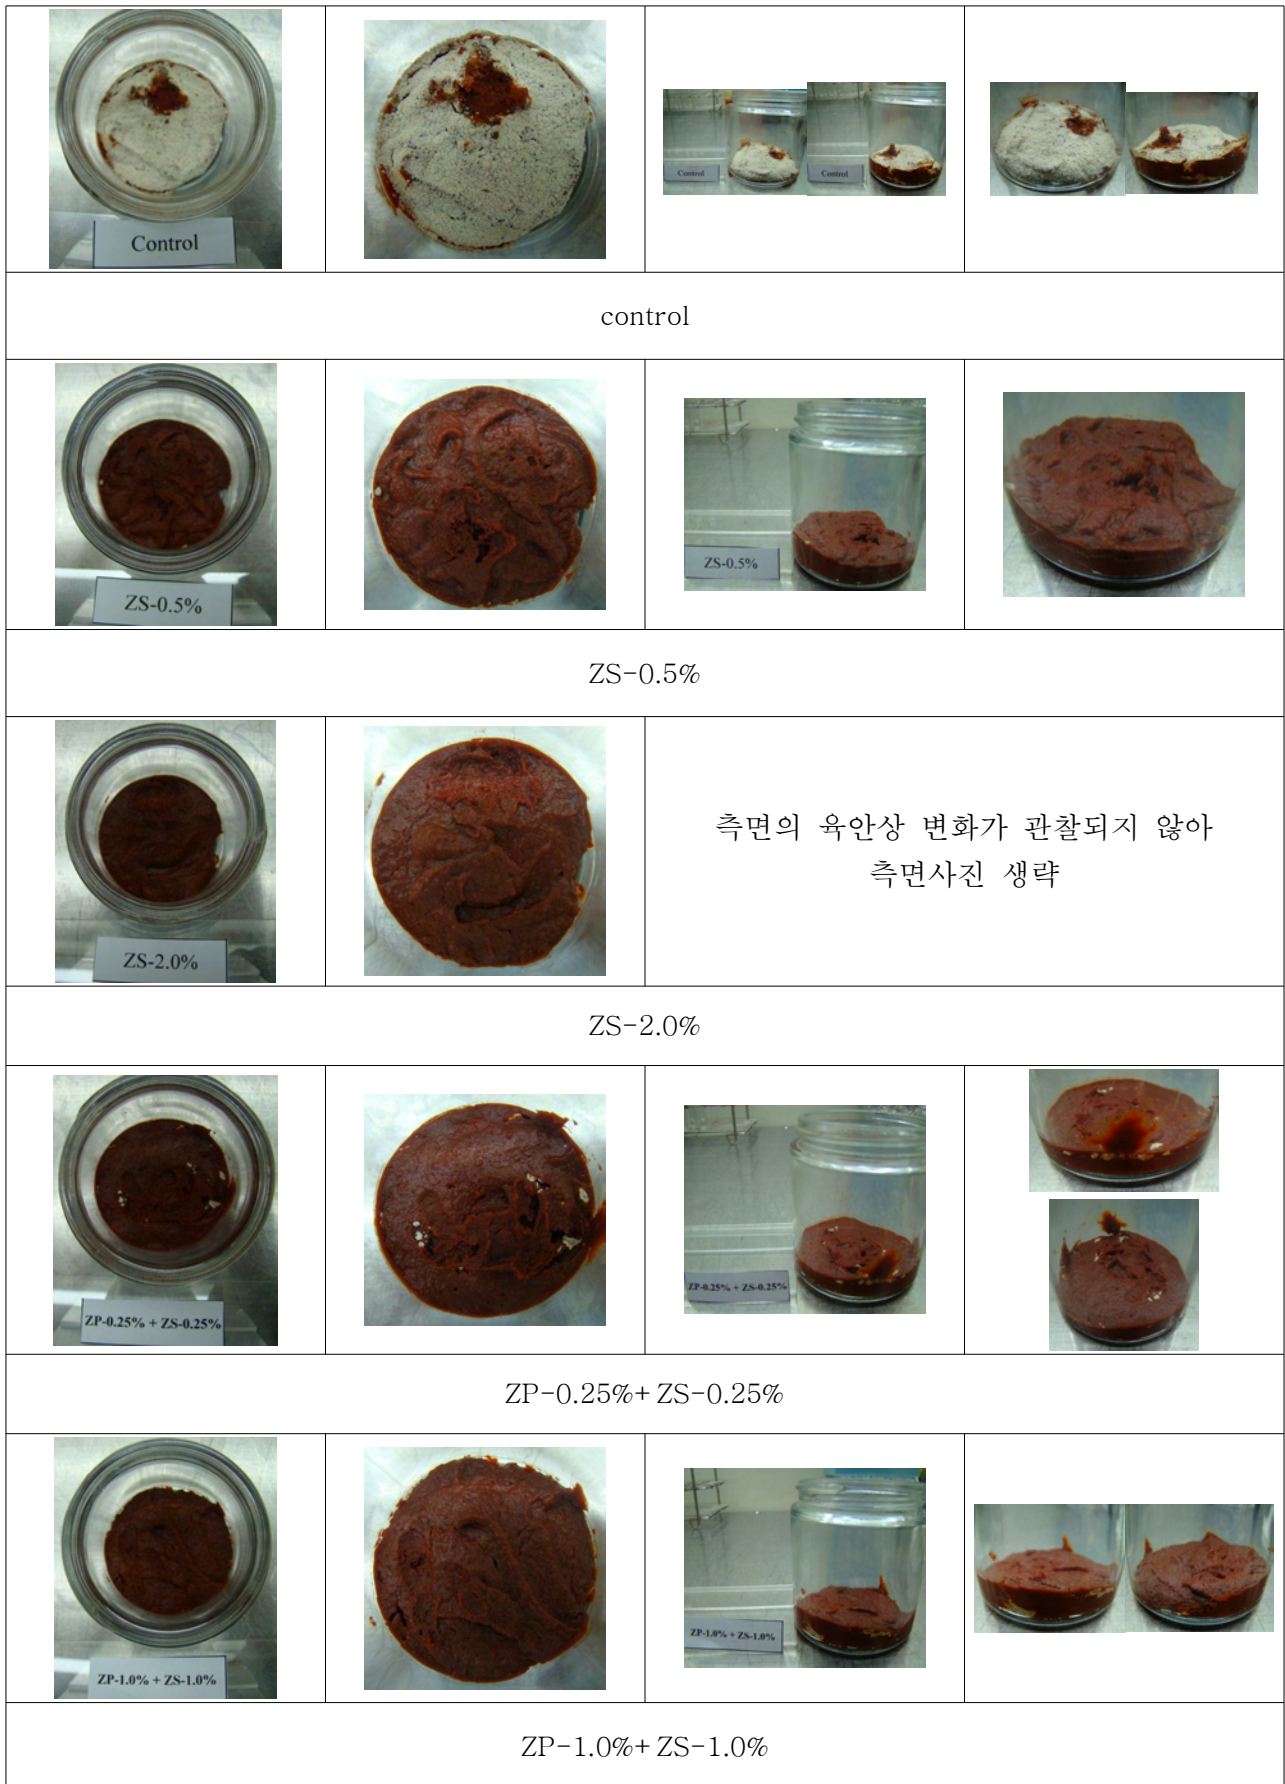 Control
Control
Control
control
ZS-0.5%
ZS-0.5%
ZS-0.5%
ZS-2.0%
측면의 육안상 변화가 관찰되지 않아
측면사진 생략
ZS-2.0%
ZP-0.25% + ZS-0.25%
ZP-0.25% + ZS-0.25%
ZP-0.25%+ ZS-0.25%
ZP-1.0% + ZS-1.0%
ZP-1.0% + ZS-1.0%
ZP-1.0%+ ZS-1.0%